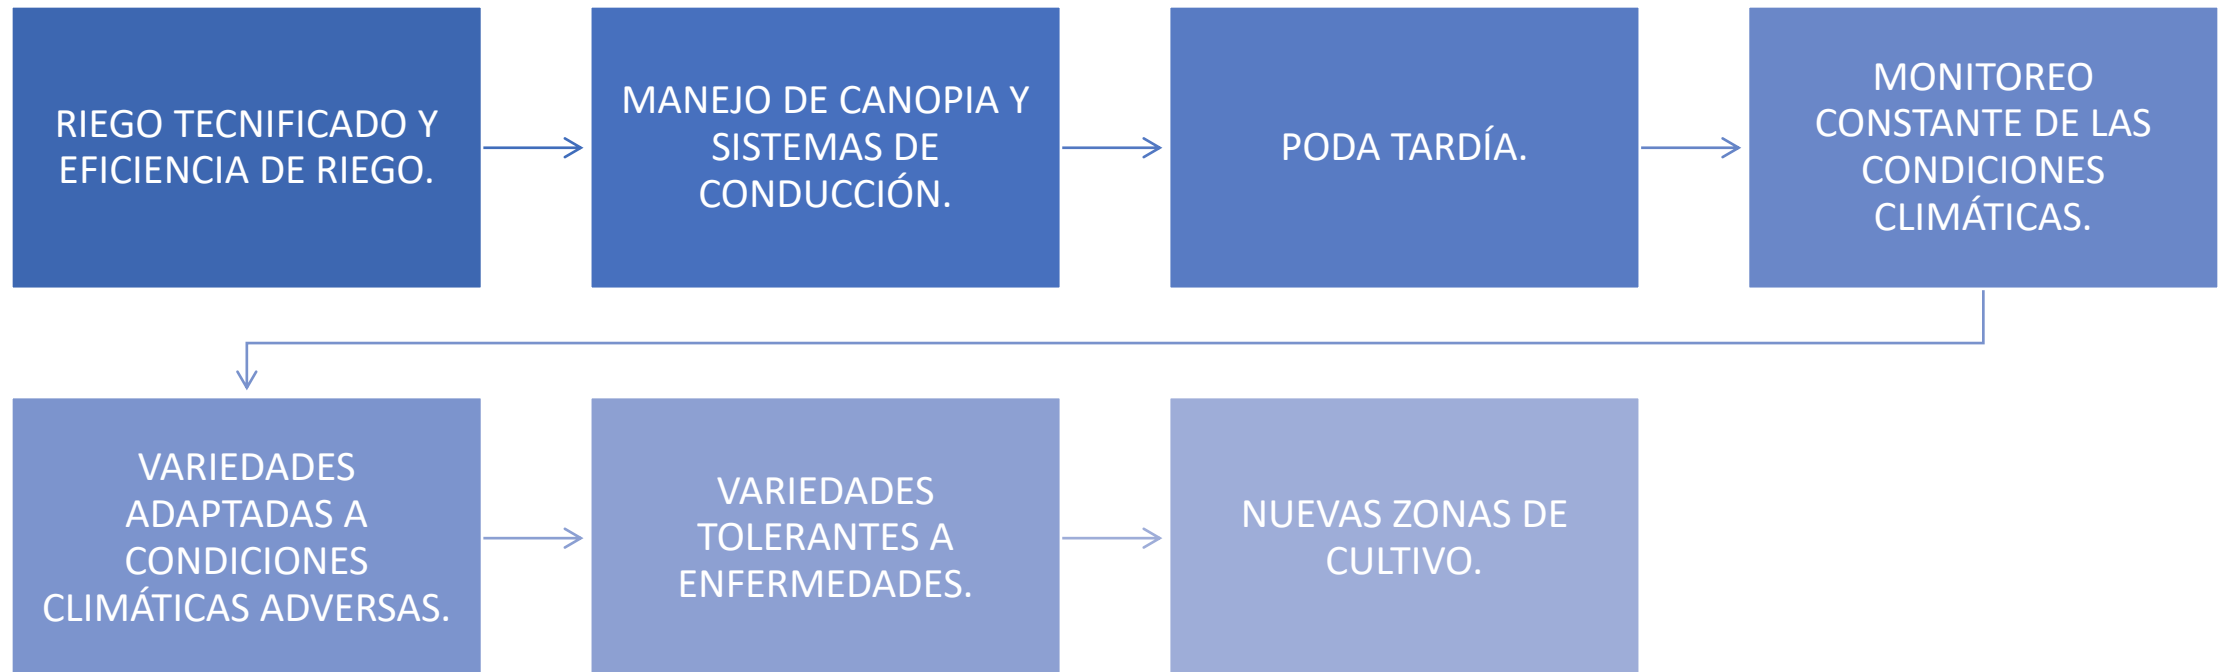 RIEGO TECNIFICADO Y
EFICIENCIA DE RIEGO.
MANEJO DE CANOPIA Y
SISTEMAS DE
CONDUCCIÓN.
PODA TARDÍA.
MONITOREO
CONSTANTE DE LAS
CONDICIONES
CLIMÁTICAS.
VARIEDADES
ADAPTADAS A
CONDICIONES
CLIMÁTICAS ADVERSAS.
VARIEDADES
TOLERANTES A
ENFERMEDADES.
NUEVAS ZONAS DE
CULTIVO.